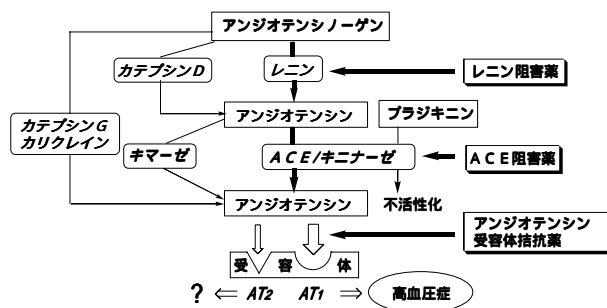 アンジオテンシノーゲン
カテプシンD
レニン
レニン阻害薬
アンジオテンシン
ブラジキニン
カテプシンG
カリクレイン
キマーゼ
ACE/キニナーゼ
ACE阻害薬
アンジオテンシン
不活性化
アンジオテンシン
受容体拮抗薬
受 容 体
? ⇐ AT2 AT1 ⇒ 高血圧症